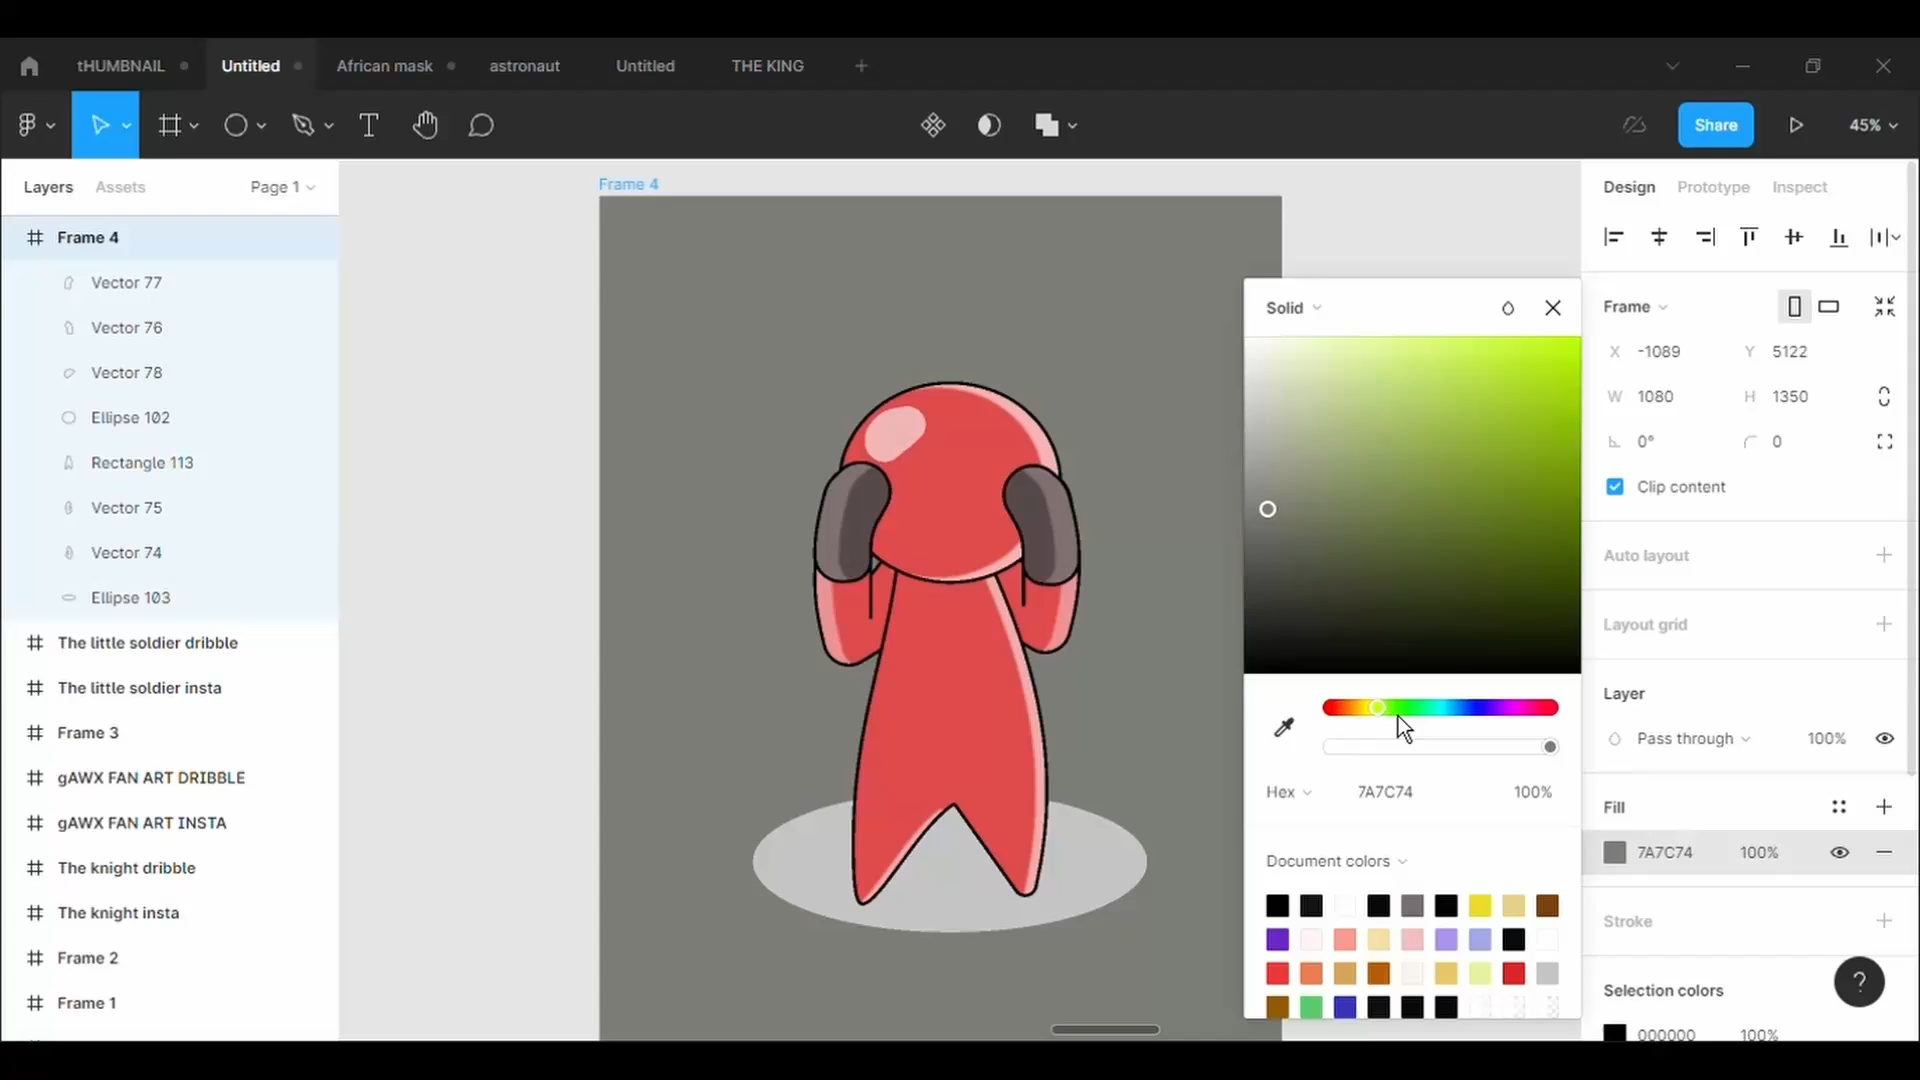 tHUMBNAIL
Untitled
African mask
astronaut
Untitled
THE KING
Share
45%
Layers
Assets
Page 1
Frame 4
Vector 77
Vector 76
Vector 78
Ellipse 102
Rectangle 113
Vector 75
Vector 74
Ellipse 103
The little soldier dribble
The little soldier insta
Frame 3
gAWX FAN ART DRIBBLE
gAWX FAN ART INSTA
The knight dribble
The knight insta
Frame 2
Frame 1
Frame 4
Solid
Hex
7A7C74
100%
Document colors
Design
Prototype
Inspect
Frame
X -1089
Y 5122
W 1080
H 1350
0°
0
Clip content
Auto layout
Layout grid
Layer
Pass through
100%
Fill
7A7C74
100%
Stroke
Selection colors
000000
100%
?